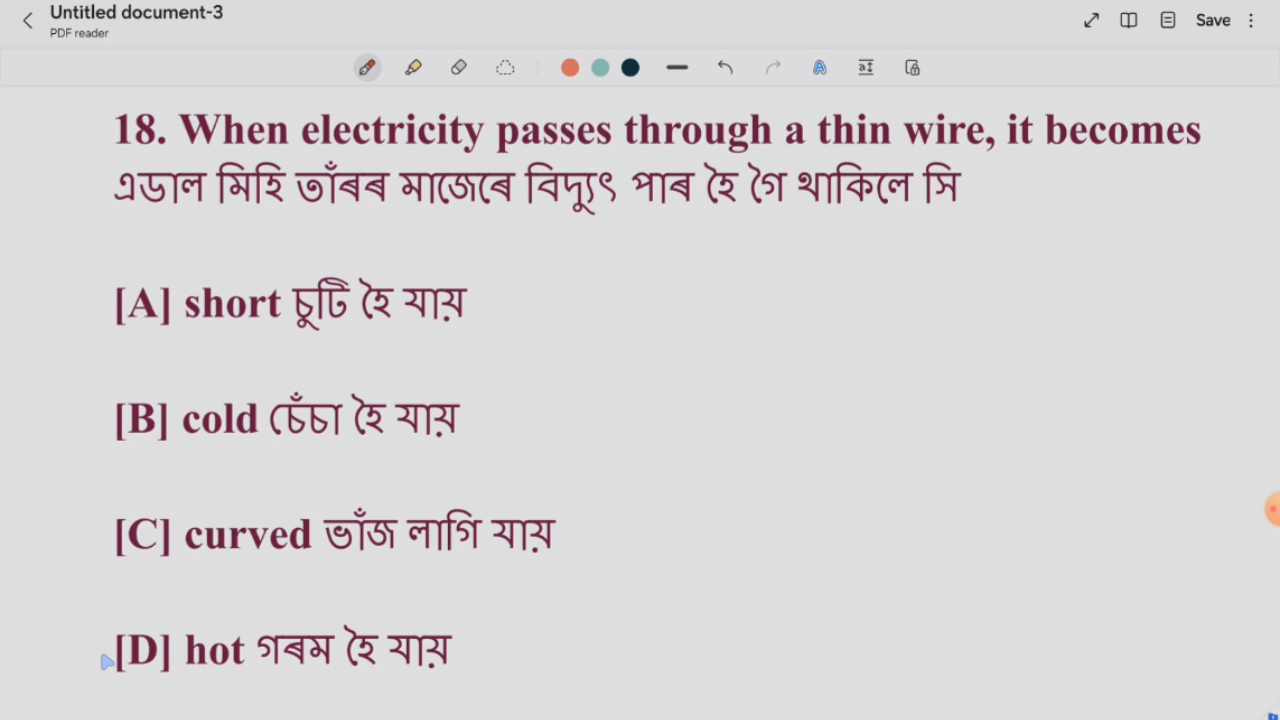 Untitled document-3
PDF reader
Save
18. When electricity passes through a thin wire, it becomes
এডাল মিহি তাঁৰৰ মাজেৰে বিদ্যুৎ পাৰ হৈ গৈ থাকিলে সি
[A] short চুটি হৈ যায়
[B] cold চেঁচা হৈ যায়
[C] curved ভাঁজ লাগি যায়
[D] hot গৰম হৈ যায়